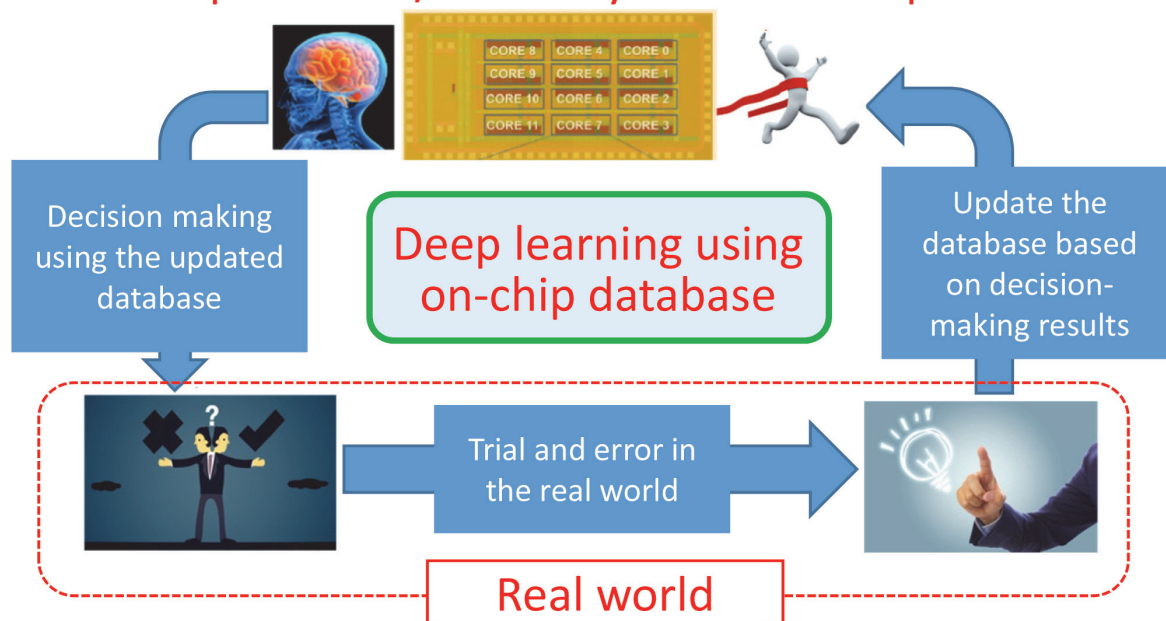 CORE 8 CORE 4 CORE 0
CORE 9 CORE 5 CORE 1
CORE 10 CORE 6 CORE 2
CORE 11 CORE 7 CORE 3
Decision making
using the updated
database
Deep learning using
on-chip database
Update the
database based
on decision-
making results
?
Trial and error in
the real world
Real world